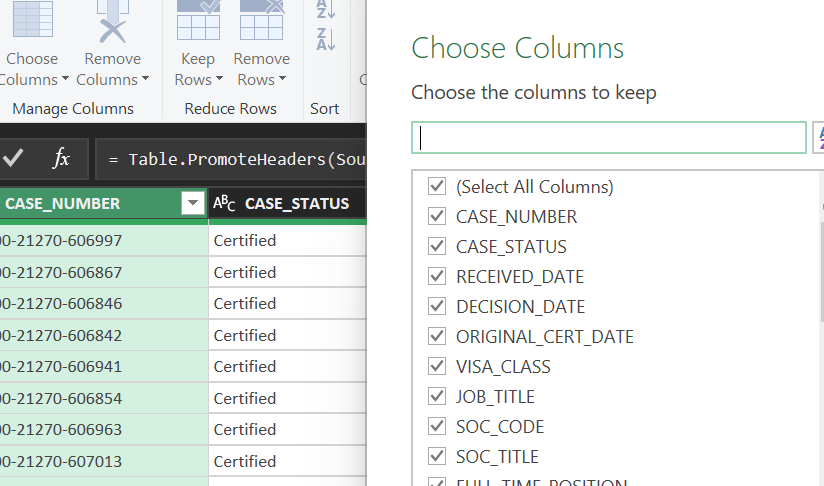 Choose
Columns
Remove
Columns
Keep
Rows
Remove
Rows
A
Z
Z
A
Manage Columns
Reduce Rows
Sort
fx
= Table.PromoteHeaders(Sou
CASE_NUMBER
ABC CASE_STATUS
00-21270-606997 Certified
00-21270-606867 Certified
00-21270-606846 Certified
00-21270-606842 Certified
00-21270-606941 Certified
00-21270-606854 Certified
00-21270-606963 Certified
00-21270-607013 Certified
Choose Columns
Choose the columns to keep
(Select All Columns)
CASE_NUMBER
CASE_STATUS
RECEIVED_DATE
DECISION_DATE
ORIGINAL_CERT_DATE
VISA_CLASS
JOB_TITLE
SOC_CODE
SOC_TITLE
FULL_TIME_POSITION